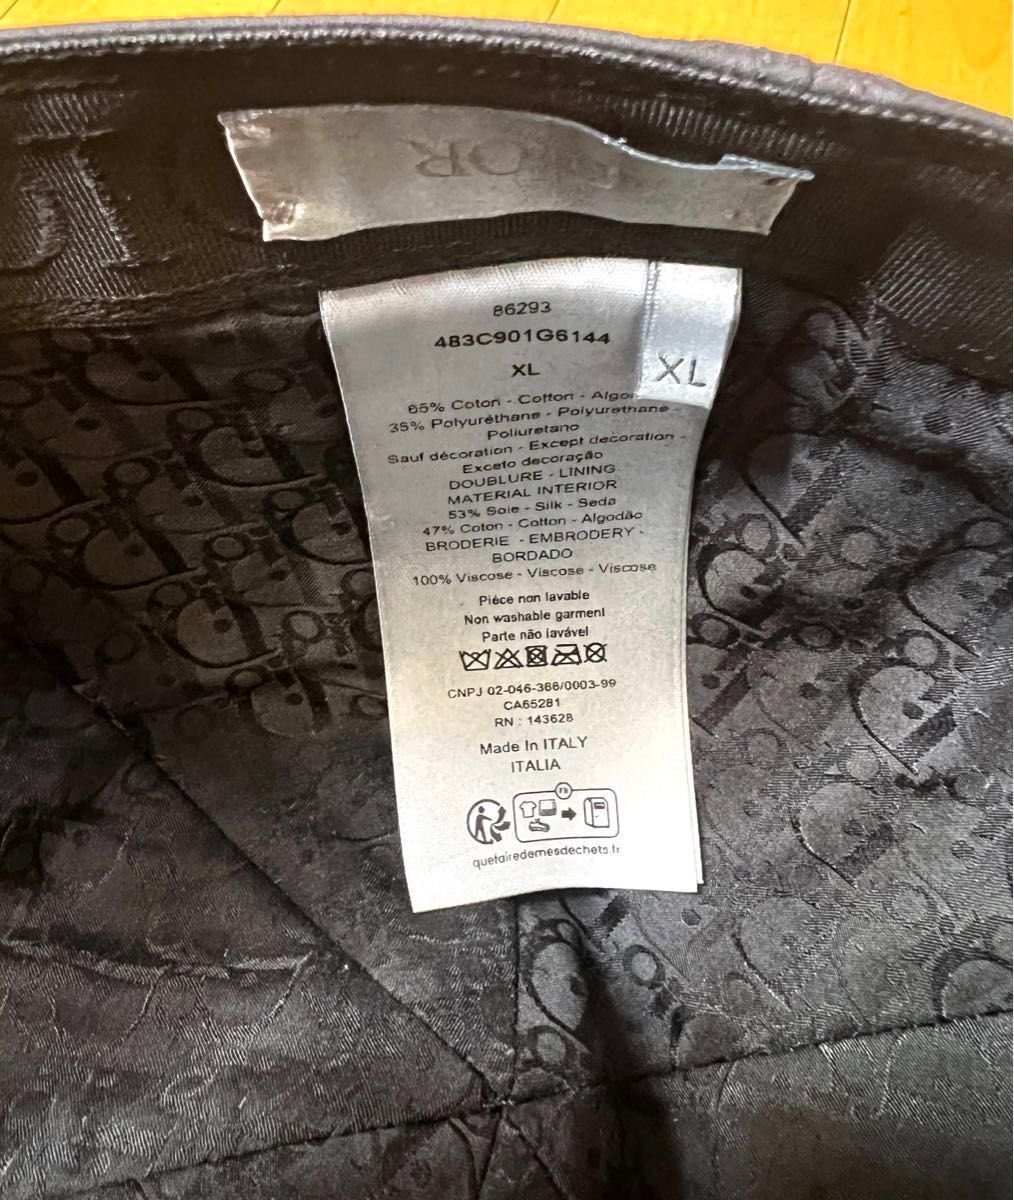 86293
483C901G6144
XL
XL
65% Coton - Cotton -
35% Polyuréthane - Polyurethane -
Poliuretano
Sauf décoration - Except decoration -
Exceto decoração
DOUBLURE - LINING
MATERIAL INTERIOR
53% Soie - Silk - Seda
47% Coton - Cotton - Algodão
BRODERIE - EMBRODERY -
BORDADO
100% Viscose - Viscose - Viscose
Pièce non lavable
Non washable garment
Parte não lavável
CNPJ 02-046-368/0003-99
CA65281
RN : 143628
Made In ITALY
ITALIA
FR
quefairedemesdechets.fr